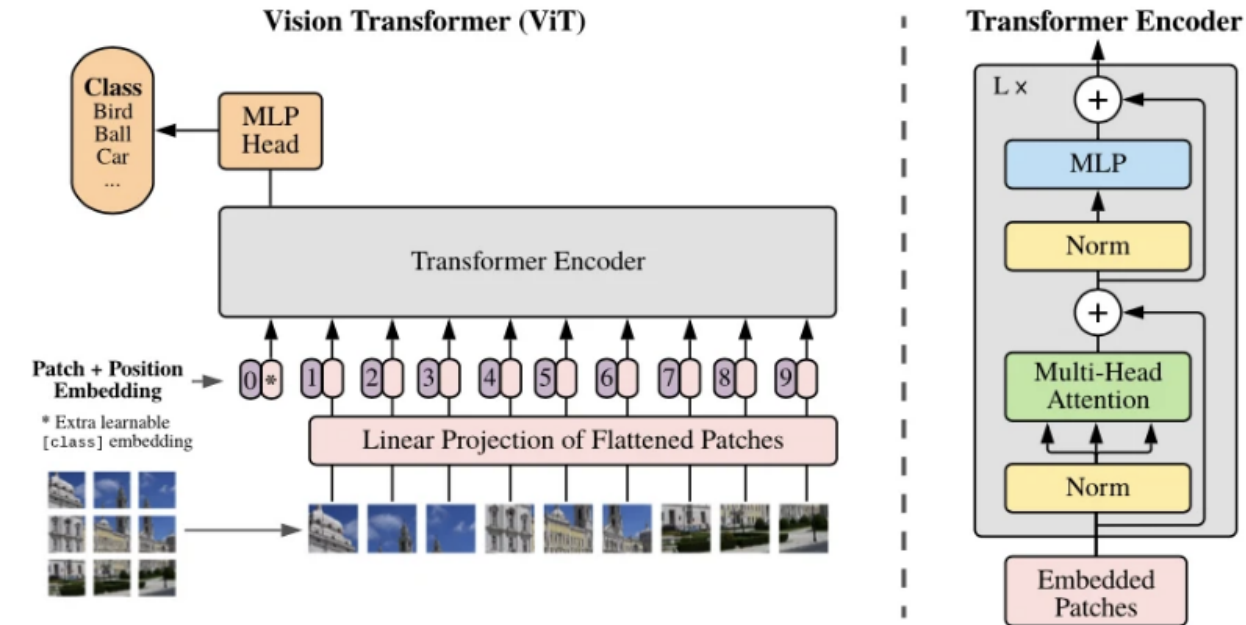 Vision Transformer (ViT)
Class
Bird
Ball
Car
...
MLP
Head
Transformer Encoder
Patch + Position
Embedding
* Extra learnable
[class] embedding
0 * 1 2 3 4 5 6 7 8 9
Linear Projection of Flattened Patches
Transformer Encoder
L ×
+
MLP
Norm
+
Multi-Head
Attention
Norm
Embedded
Patches